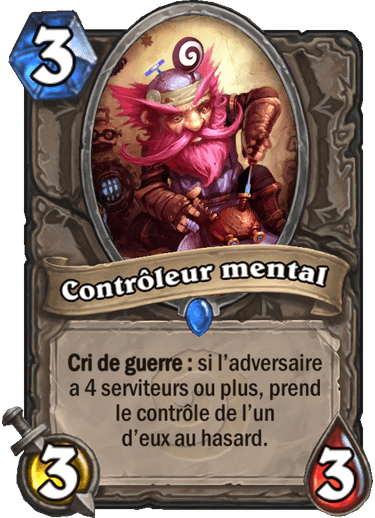 3
Contrôleur mental
Cri de guerre : si l'adversaire
a 4 serviteurs ou plus, prend
le contrôle de l'un
d'eux au hasard.
3
3